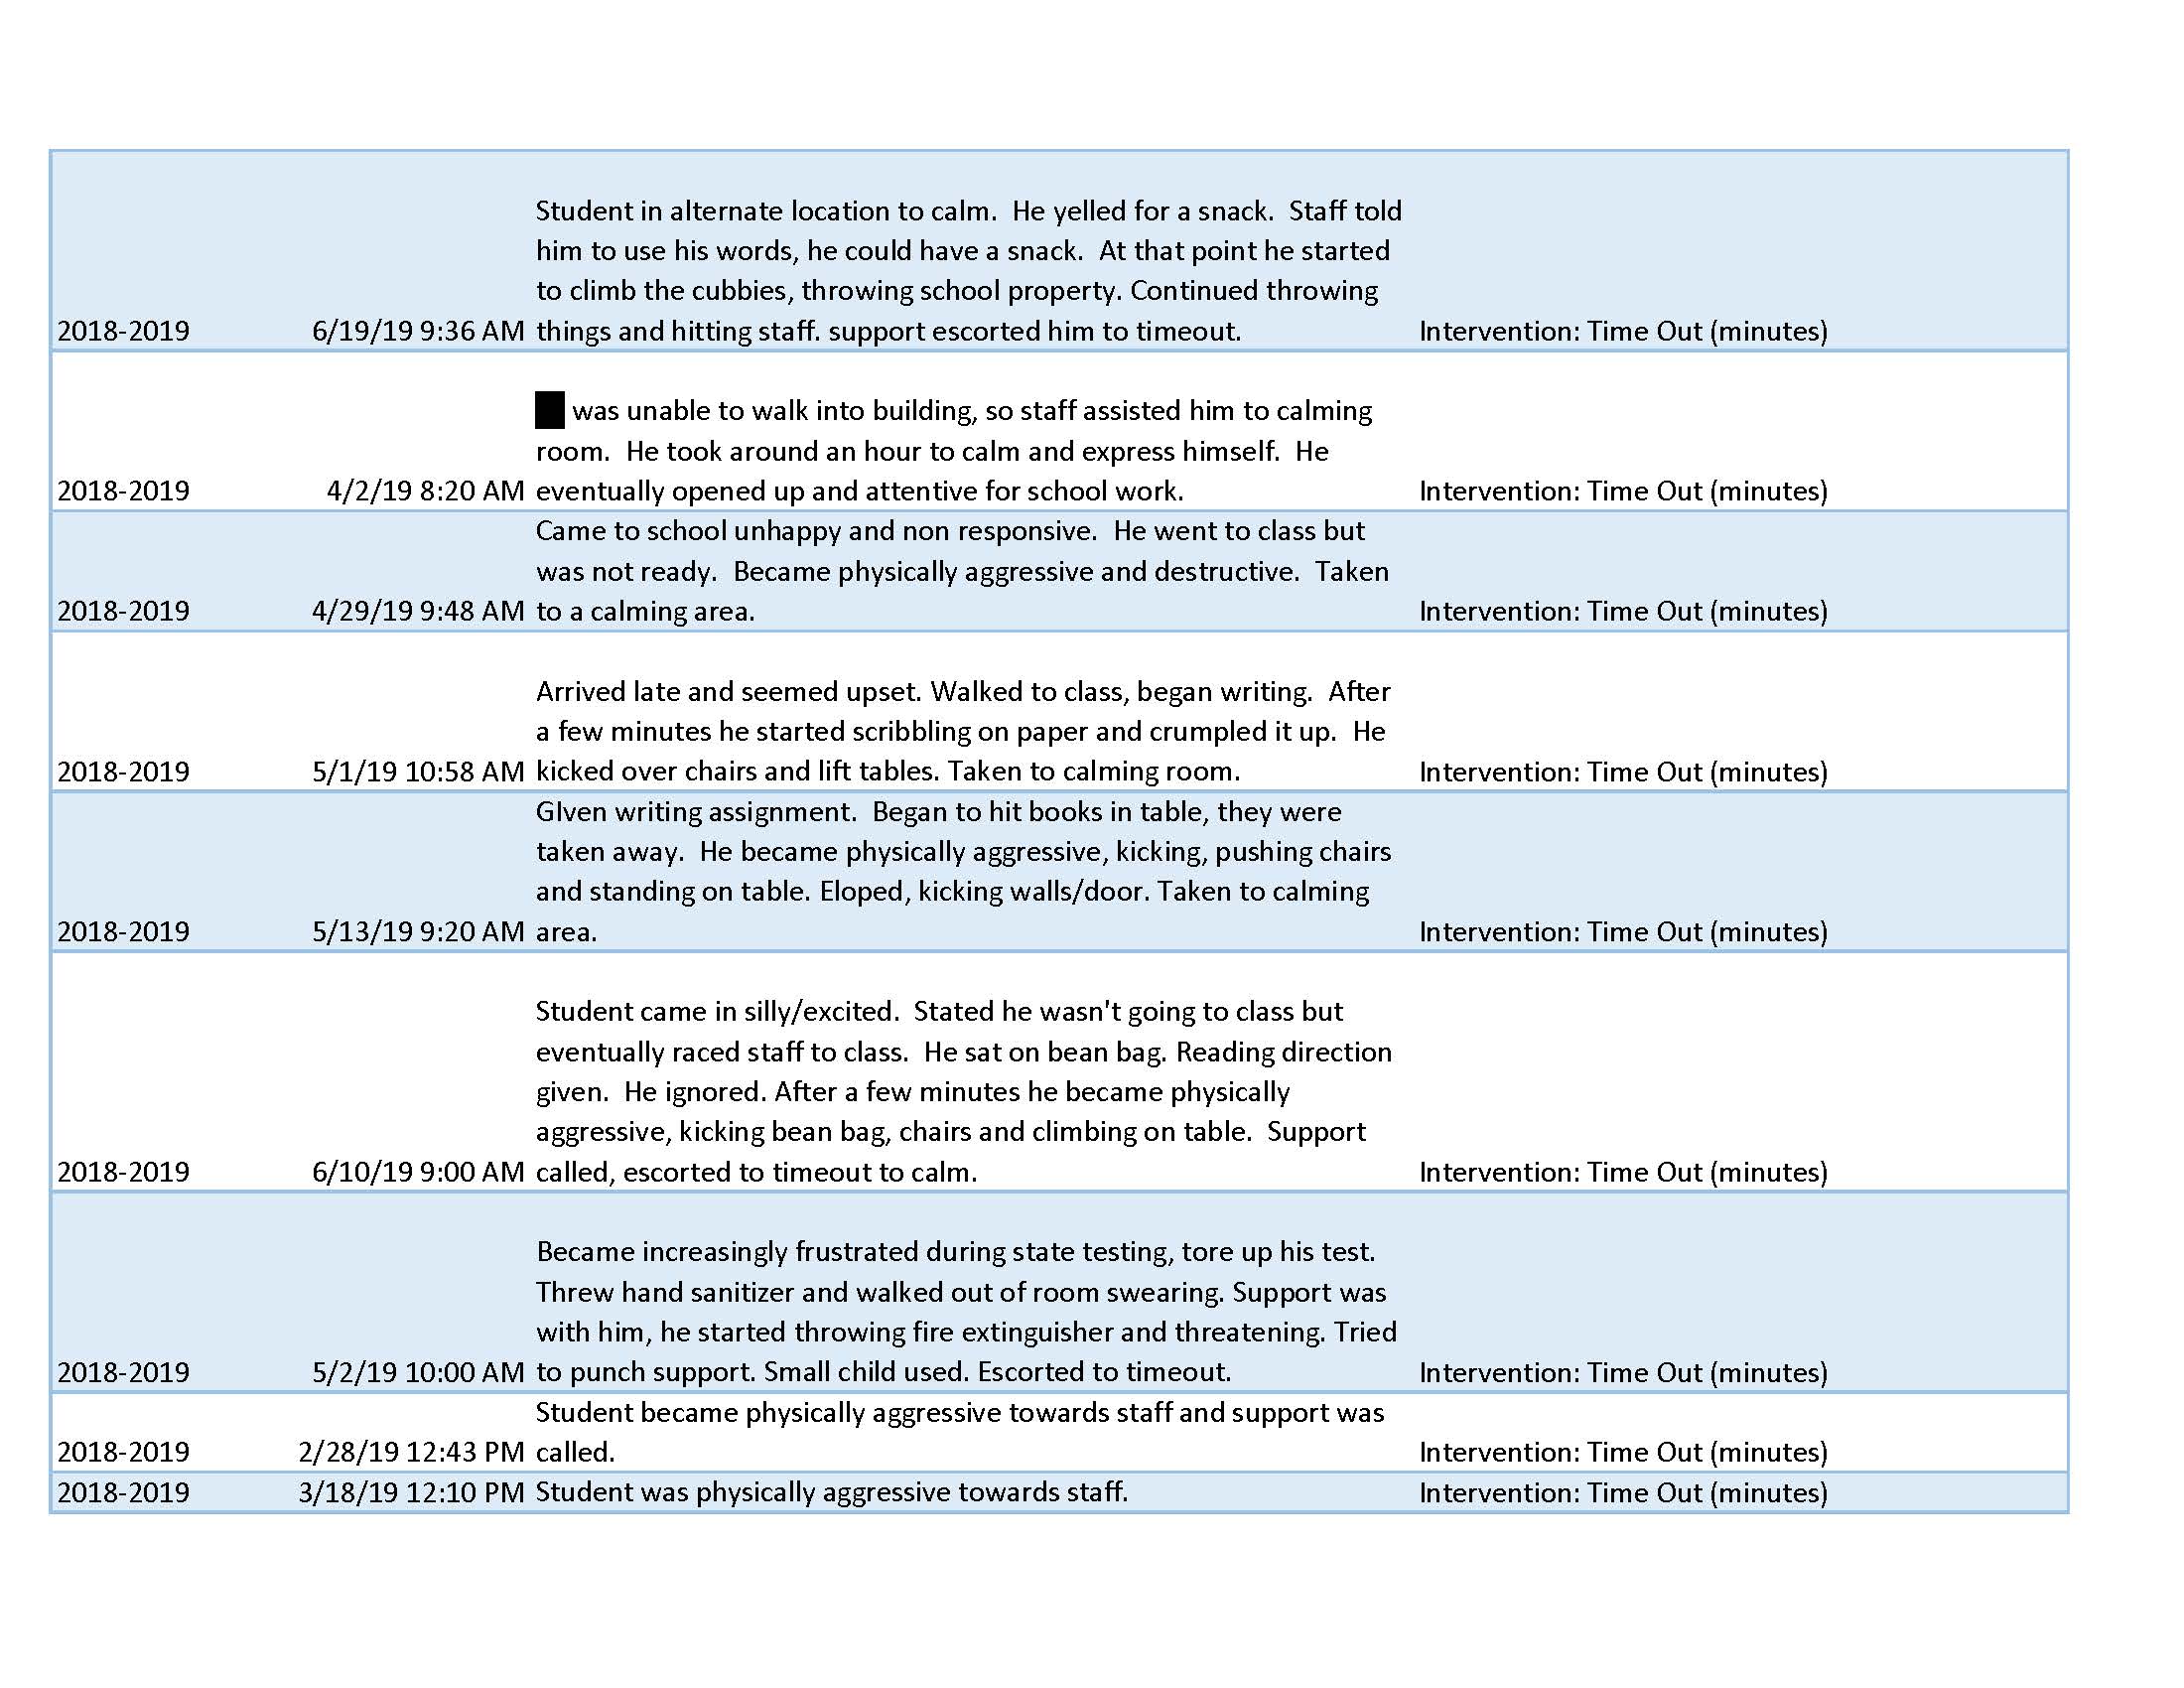 Student in alternate location to calm.  He yelled for a snack.  Staff told
him to use his words, he could have a snack.  At that point he started
to climb the cubbies, throwing school property. Continued throwing
2018-2019 6/19/19 9:36 AM things and hitting staff. support escorted him to timeout. Intervention: Time Out (minutes)
was unable to walk into building, so staff assisted him to calming
room.  He took around an hour to calm and express himself.  He
2018-2019 4/2/19 8:20 AM eventually opened up and attentive for school work. Intervention: Time Out (minutes)
Came to school unhappy and non responsive.  He went to class but
was not ready.  Became physically aggressive and destructive.  Taken
2018-2019 4/29/19 9:48 AM to a calming area. Intervention: Time Out (minutes)
Arrived late and seemed upset. Walked to class, began writing.  After
a few minutes he started scribbling on paper and crumpled it up.  He
2018-2019 5/1/19 10:58 AM kicked over chairs and lift tables. Taken to calming room. Intervention: Time Out (minutes)
GIven writing assignment.  Began to hit books in table, they were
taken away.  He became physically aggressive, kicking, pushing chairs
and standing on table. Eloped, kicking walls/door. Taken to calming
2018-2019 5/13/19 9:20 AM area. Intervention: Time Out (minutes)
Student came in silly/excited.  Stated he wasn't going to class but
eventually raced staff to class.  He sat on bean bag. Reading direction
given.  He ignored. After a few minutes he became physically
aggressive, kicking bean bag, chairs and climbing on table.  Support
2018-2019 6/10/19 9:00 AM called, escorted to timeout to calm. Intervention: Time Out (minutes)
Became increasingly frustrated during state testing, tore up his test.
Threw hand sanitizer and walked out of room swearing. Support was
with him, he started throwing fire extinguisher and threatening. Tried
2018-2019 5/2/19 10:00 AM to punch support. Small child used. Escorted to timeout. Intervention: Time Out (minutes)
Student became physically aggressive towards staff and support was
2018-2019 2/28/19 12:43 PM called. Intervention: Time Out (minutes)
2018-2019 3/18/19 12:10 PM Student was physically aggressive towards staff. Intervention: Time Out (minutes)